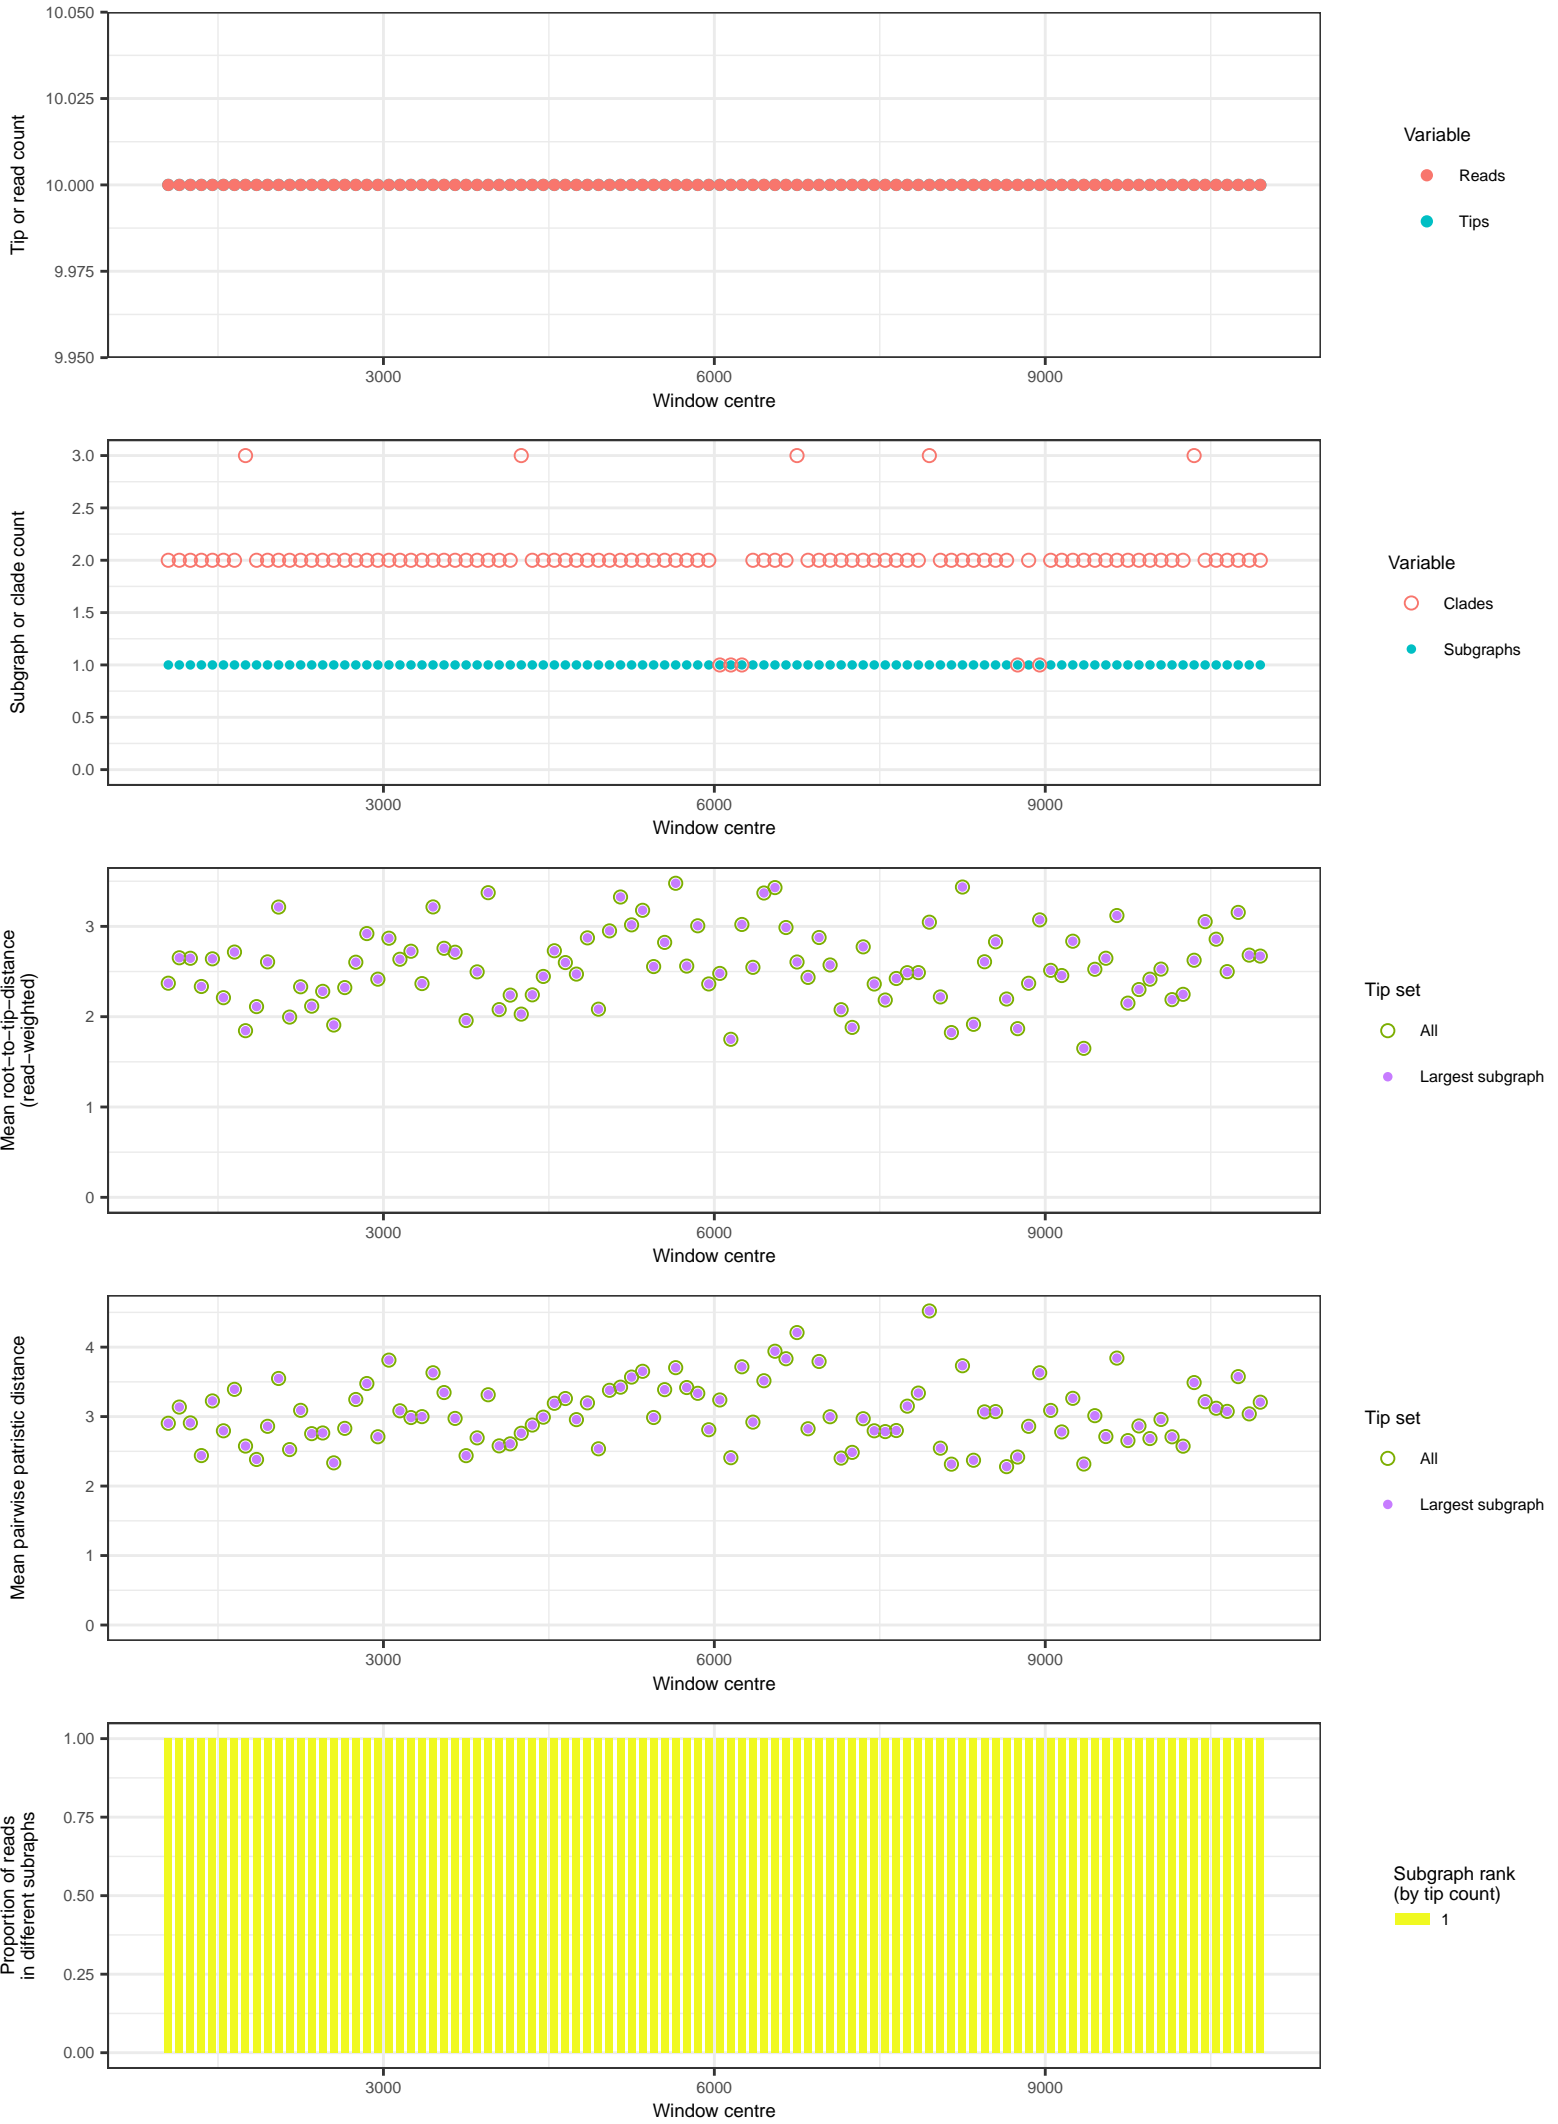 10.050
10.025
10.000
9.975
9.950
Tip or read count
3000 6000 9000
Window centre
Variable
Reads
Tips
3.0
2.5
2.0
1.5
1.0
0.5
0.0
Subgraph or clade count
3000 6000 9000
Window centre
Variable
Clades
Subgraphs
3
2
1
0
Mean root−to−tip−distance
(read−weighted)
3000 6000 9000
Window centre
Tip set
All
Largest subgraph
4
3
2
1
0
Mean pairwise patristic distance
3000 6000 9000
Window centre
Tip set
All
Largest subgraph
1.00
0.75
0.50
0.25
0.00
Proportion of reads
in different subraphs
3000 6000 9000
Window centre
Subgraph rank
(by tip count)
1